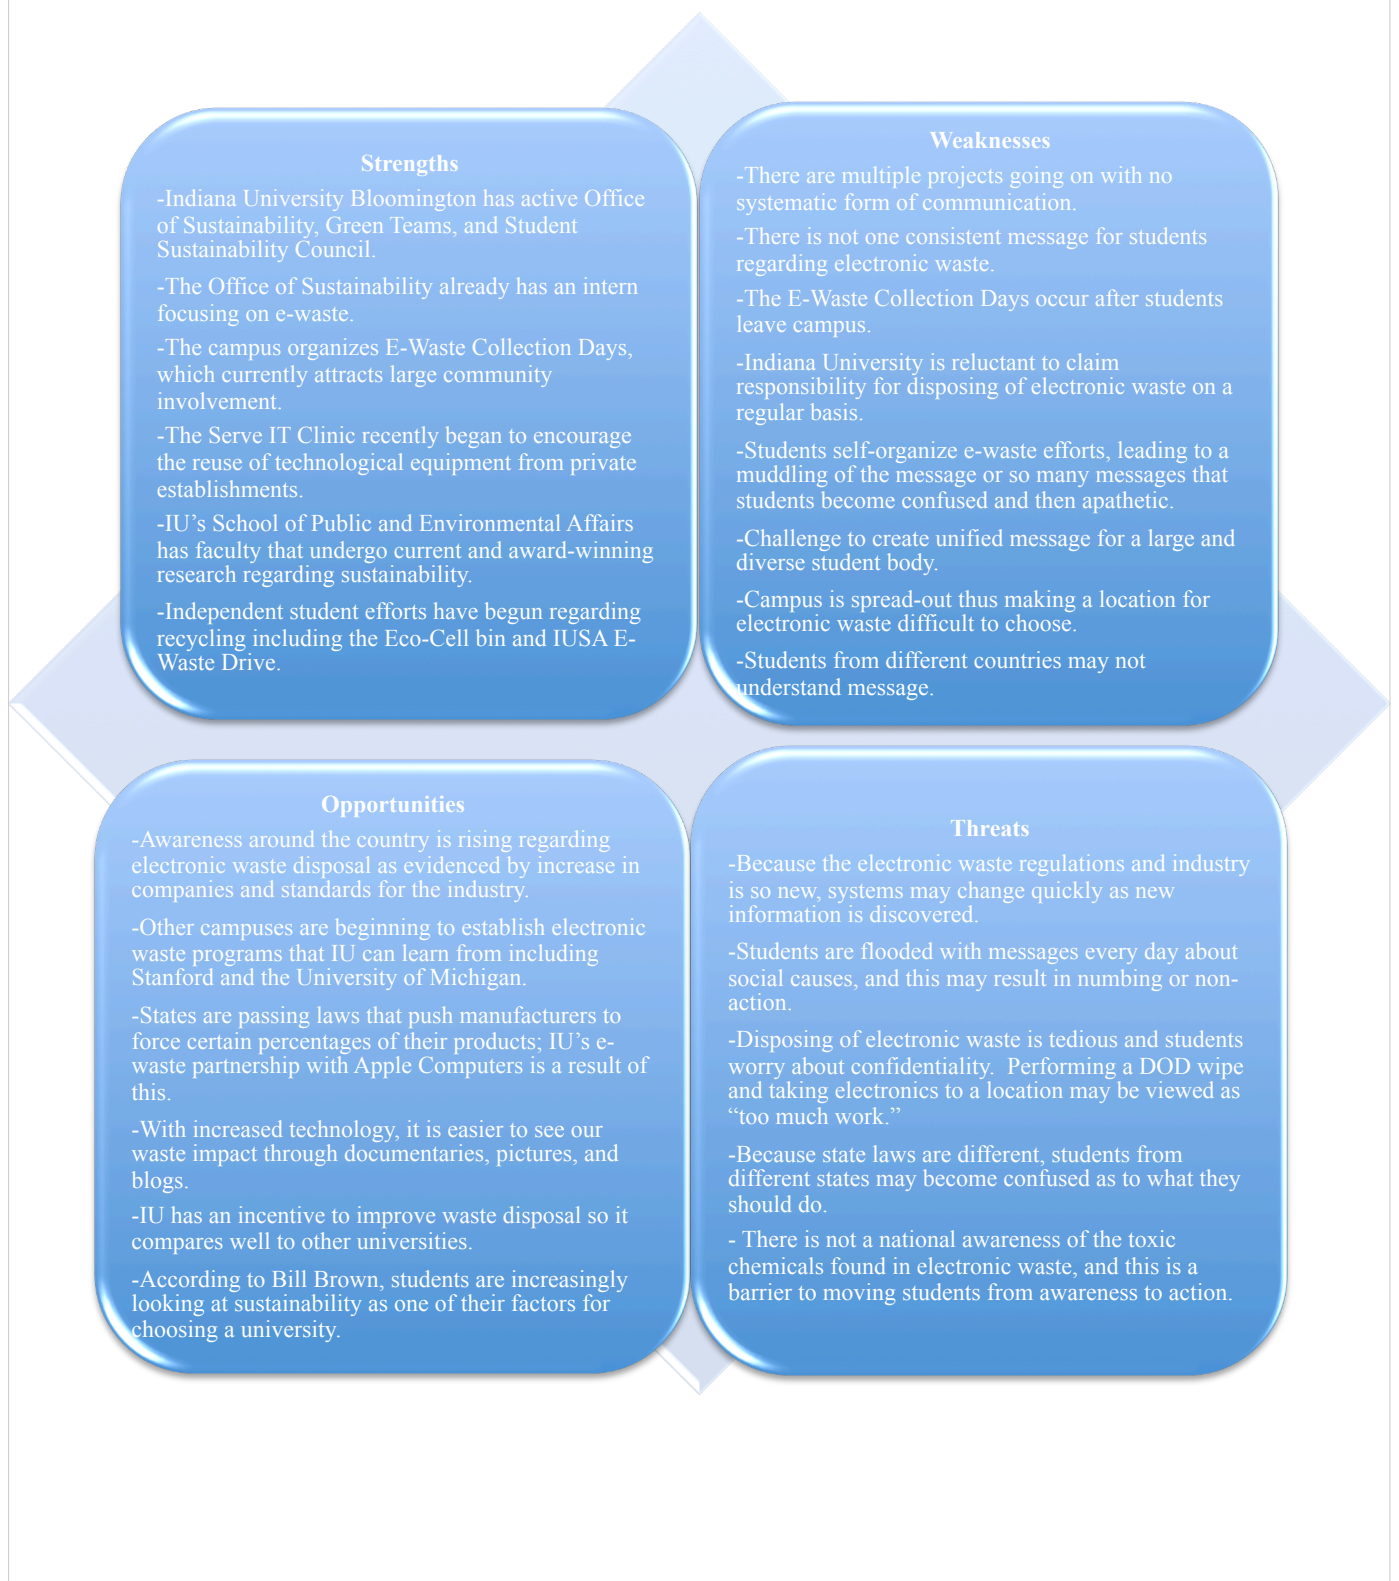 Strengths
-Indiana University Bloomington has active Office
of Sustainability, Green Teams, and Student
Sustainability Council.
-The Office of Sustainability already has an intern
focusing on e-waste.
-The campus organizes E-Waste Collection Days,
which currently attracts large community
involvement.
-The Serve IT Clinic recently began to encourage
the reuse of technological equipment from private
establishments.
-IU’s School of Public and Environmental Affairs
has faculty that undergo current and award-winning
research regarding sustainability.
-Independent student efforts have begun regarding
recycling including the Eco-Cell bin and IUSA E-
Waste Drive.
Weaknesses
-There are multiple projects going on with no
systematic form of communication.
-There is not one consistent message for students
regarding electronic waste.
-The E-Waste Collection Days occur after students
leave campus.
-Indiana University is reluctant to claim
responsibility for disposing of electronic waste on a
regular basis.
-Students self-organize e-waste efforts, leading to a
muddling of the message or so many messages that
students become confused and then apathetic.
-Challenge to create unified message for a large and
diverse student body.
-Campus is spread-out thus making a location for
electronic waste difficult to choose.
-Students from different countries may not
understand message.
Opportunities
-Awareness around the country is rising regarding
electronic waste disposal as evidenced by increase in
companies and standards for the industry.
-Other campuses are beginning to establish electronic
waste programs that IU can learn from including
Stanford and the University of Michigan.
-States are passing laws that push manufacturers to
force certain percentages of their products; IU’s e-
waste partnership with Apple Computers is a result of
this.
-With increased technology, it is easier to see our
waste impact through documentaries, pictures, and
blogs.
-IU has an incentive to improve waste disposal so it
compares well to other universities.
-According to Bill Brown, students are increasingly
looking at sustainability as one of their factors for
choosing a university.
Threats
-Because the electronic waste regulations and industry
is so new, systems may change quickly as new
information is discovered.
-Students are flooded with messages every day about
social causes, and this may result in numbing or non-
action.
-Disposing of electronic waste is tedious and students
worry about confidentiality.  Performing a DOD wipe
and taking electronics to a location may be viewed as
“too much work.”
-Because state laws are different, students from
different states may become confused as to what they
should do.
- There is not a national awareness of the toxic
chemicals found in electronic waste, and this is a
barrier to moving students from awareness to action.